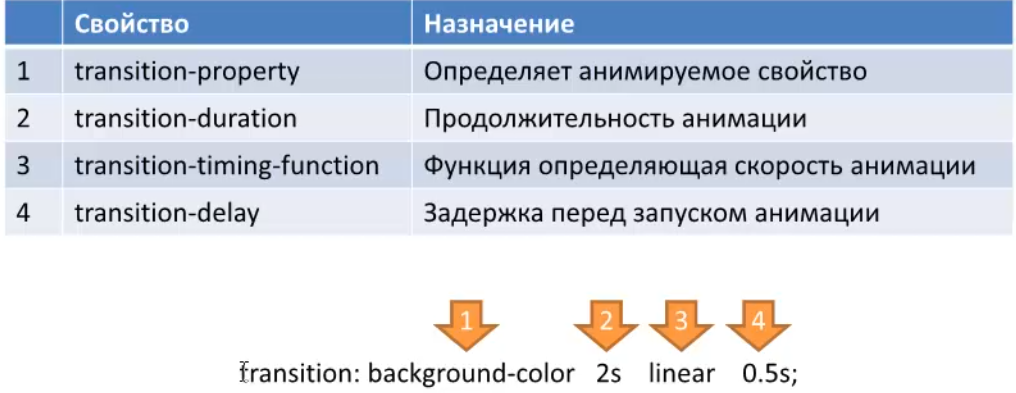 Свойство Назначение
1 transition-property Определяет анимируемое свойство
2 transition-duration Продолжительность анимации
3 transition-timing-function Функция определяющая скорость анимации
4 transition-delay Задержка перед запуском анимации
1 2 3 4
transition: background-color 2s linear 0.5s;